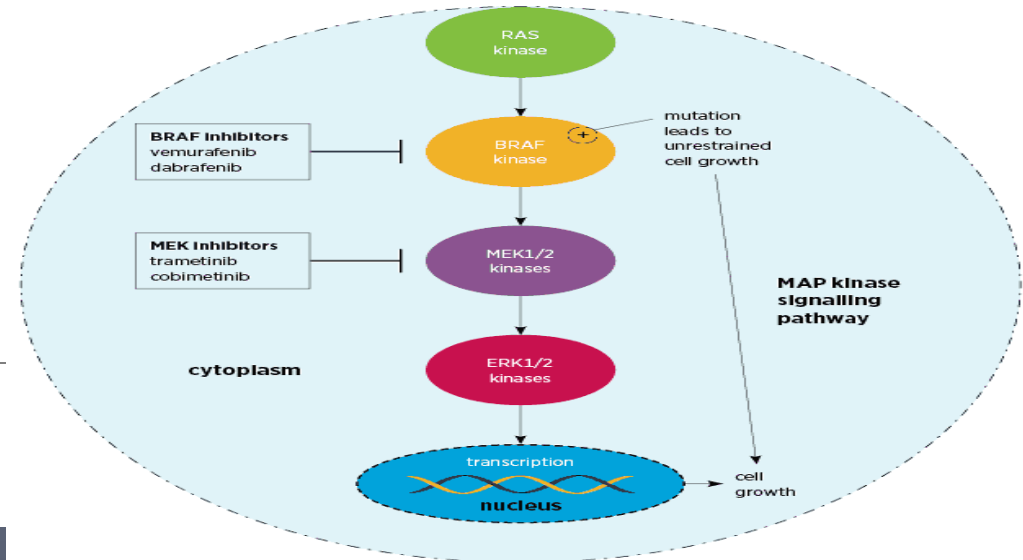 RAS
kinase
BRAF
kinase
+
mutation
leads to
unrestrained
cell growth
BRAF inhibitors
vemurafenib
dabrafenib
MEK inhibitors
trametinib
cobimetinib
MEK1/2
kinases
MAP kinase
signalling
pathway
ERK1/2
kinases
cytoplasm
transcription
nucleus
cell
growth